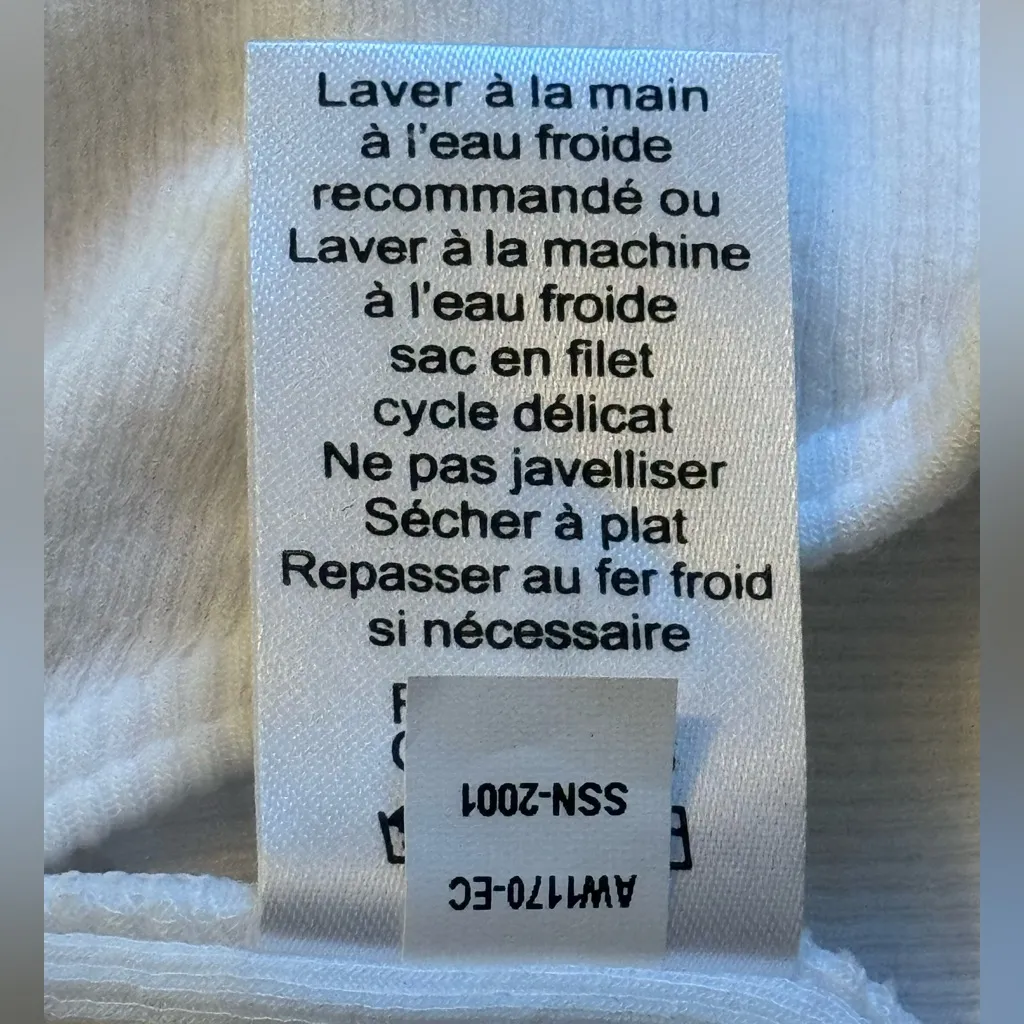 Laver à la main
à l'eau froide
recommandé ou
Laver à la machine
à l'eau froide
sac en filet
cycle délicat
Ne pas javelliser
Sécher à plat
Repasser au fer froid
si nécessaire
AW1170-EC
SSN-2001